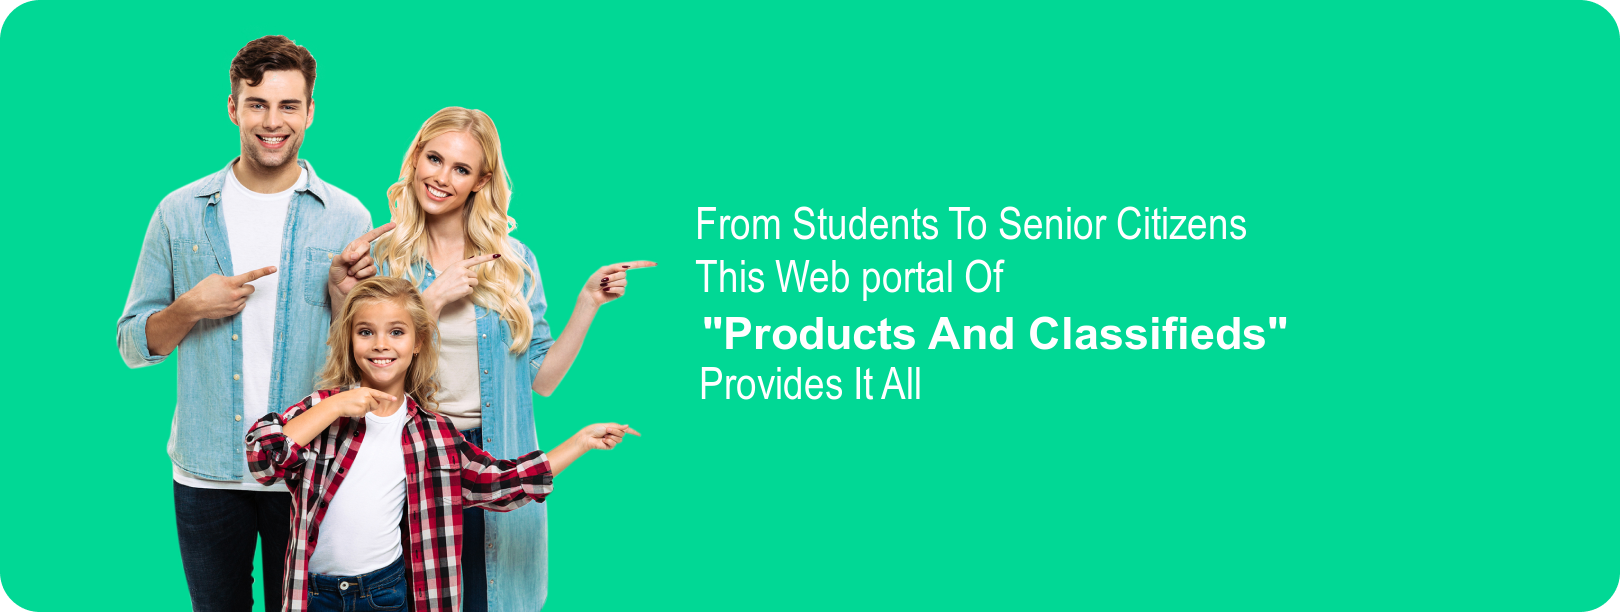 From Students To Senior Citizens
This Web portal Of
"Products And Classifieds"
Provides It All